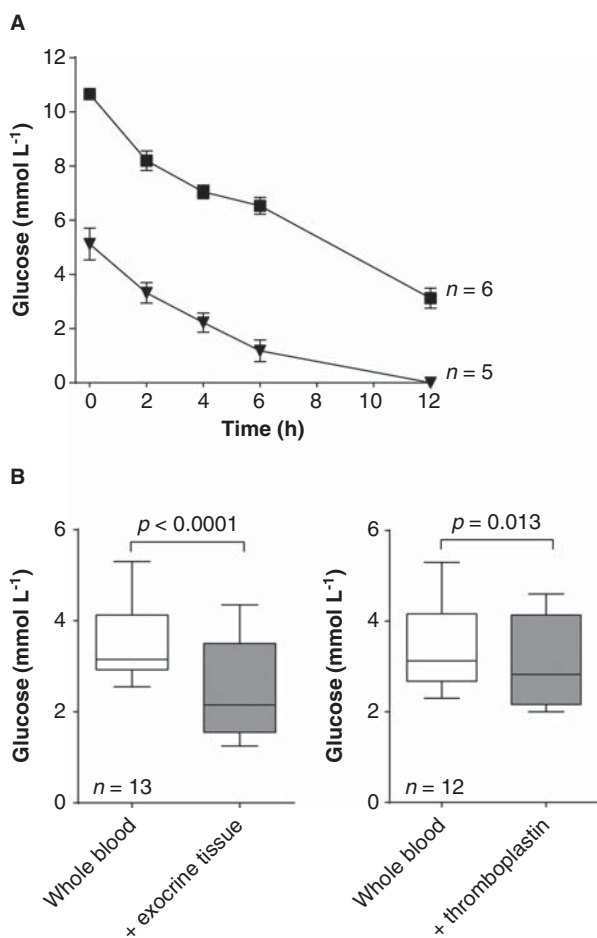 A
12
10
8
6
4
2
0
Glucose (mmol L⁻¹)
n = 6
n = 5
0 2 4 6 8 10 12
Time (h)
B
6
4
2
0
Glucose (mmol L⁻¹)
p < 0.0001
n = 13
Whole blood
+ exocrine tissue
6
4
2
0
Glucose (mmol L⁻¹)
p = 0.013
n = 12
Whole blood
+ thromboplastin